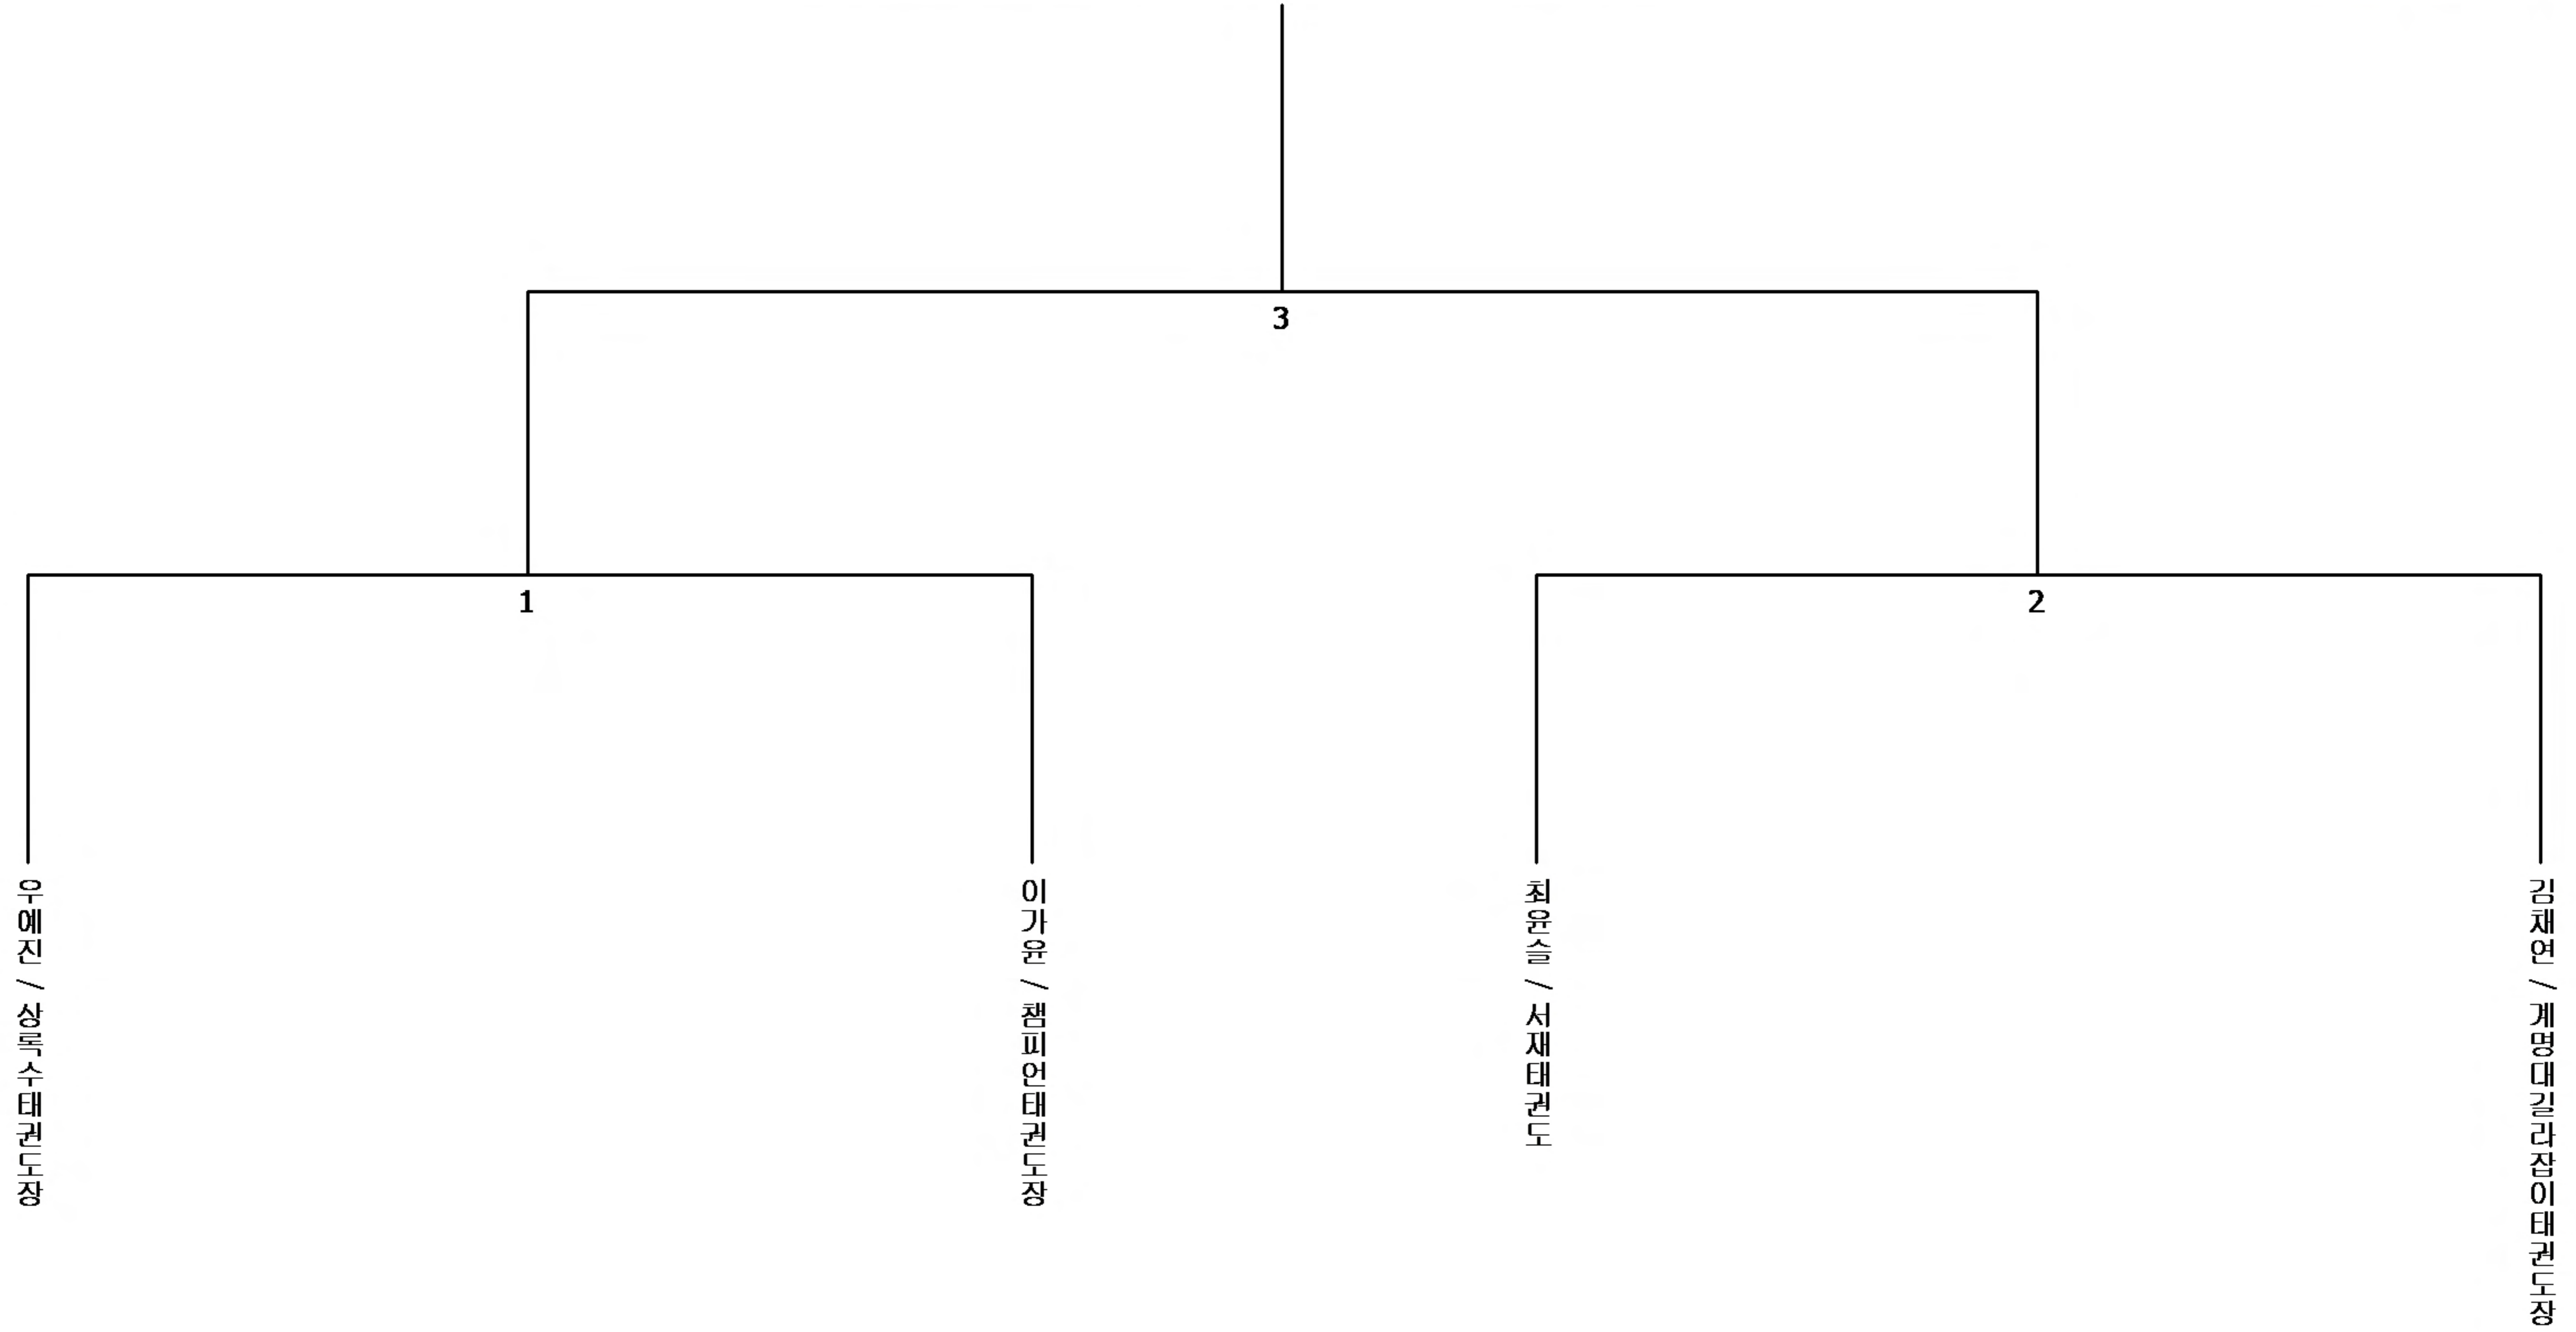 3
1
2
우예진 / 상록수태권도장
이가윤 / 챔피언태권도장
최윤슬 / 서재태권도
김채연 / 계명대길라잡이태권도장